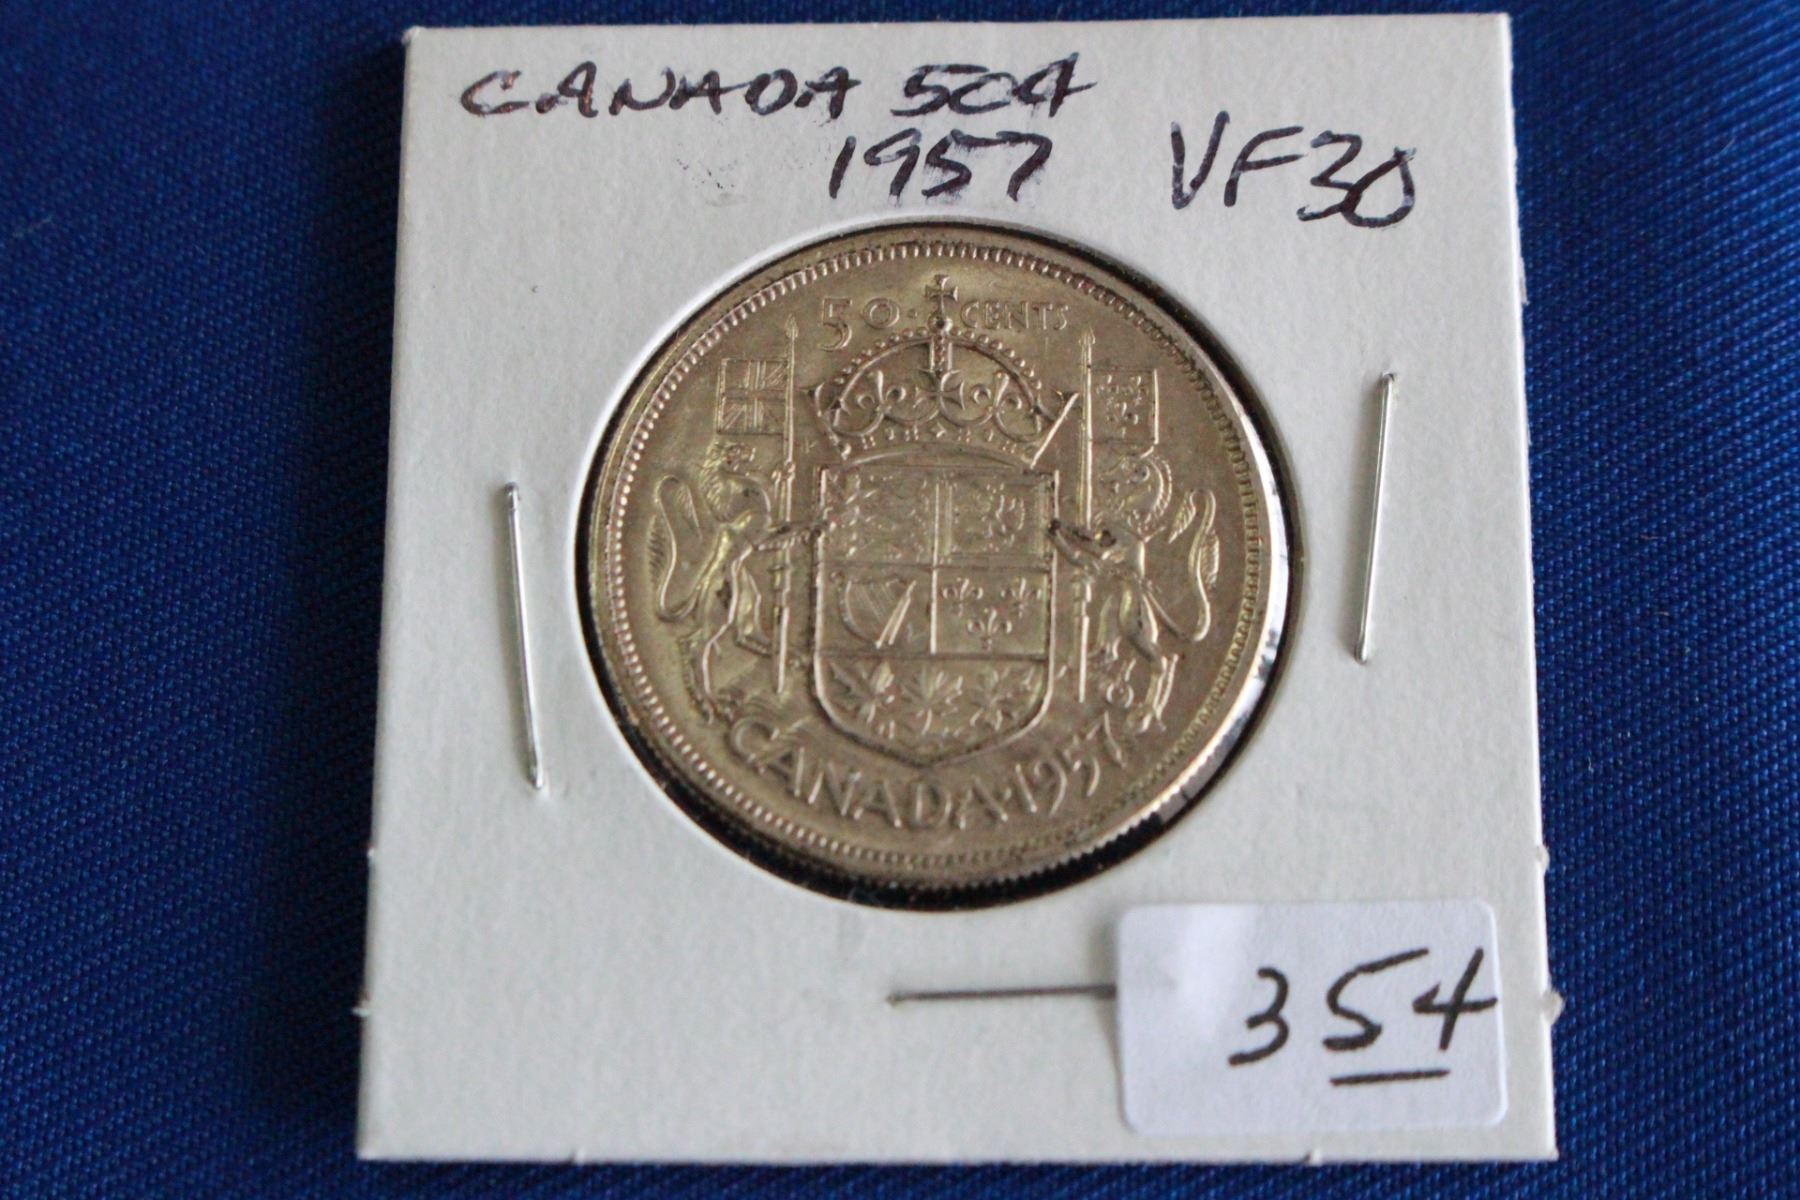 CANADA 50¢
1957 VF30
50 · CENTS
CANADA · 1957
354